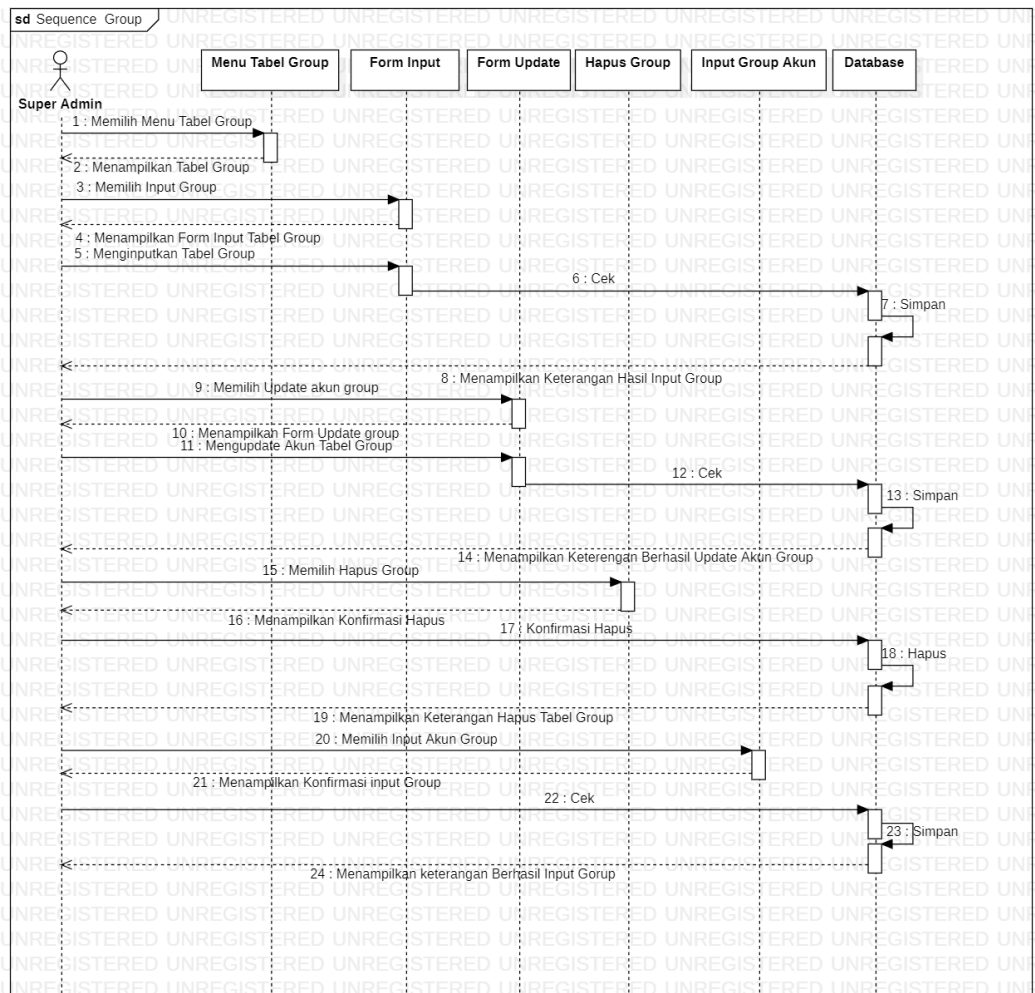 sd Sequence Group
Menu Tabel Group
Form Input
Form Update
Hapus Group
Input Group Akun
Database
Super Admin
1 : Memilih Menu Tabel Group
2 : Menampilkan Tabel Group
3 : Memilih Input Group
4 : Menampilkan Form Input Tabel Group
5 : Menginputkan Tabel Group
6 : Cek
7 : Simpan
8 : Menampilkan Keterangan Hasil Input Group
9 : Memilih Update akun group
10 : Menampilkan Form Update group
11 : Mengupdate Akun Tabel Group
12 : Cek
13 : Simpan
14 : Menampilkan Keterengan Berhasil Update Akun Group
15 : Memilih Hapus Group
16 : Menampilkan Konfirmasi Hapus
17 : Konfirmasi Hapus
18 : Hapus
19 : Menampilkan Keterangan Hapus Tabel Group
20 : Memilih Input Akun Group
21 : Menampilkan Konfirmasi input Group
22 : Cek
23 : Simpan
24 : Menampilkan keterangan Berhasil Input Gorup
UNREGISTERED